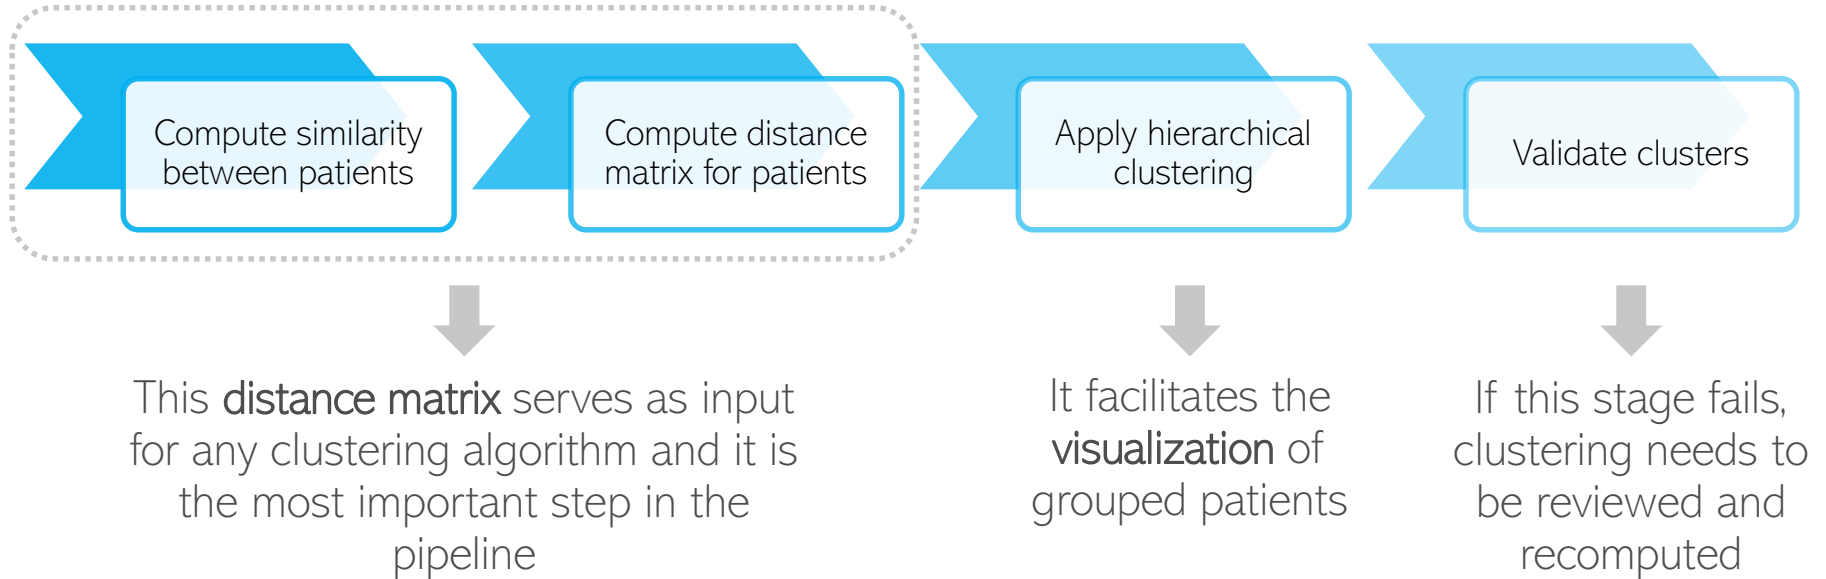 Compute similarity
between patients
Compute distance
matrix for patients
Apply hierarchical
clustering
Validate clusters
This distance matrix serves as input
for any clustering algorithm and it is
the most important step in the
pipeline
It facilitates the
visualization of
grouped patients
If this stage fails,
clustering needs to
be reviewed and
recomputed